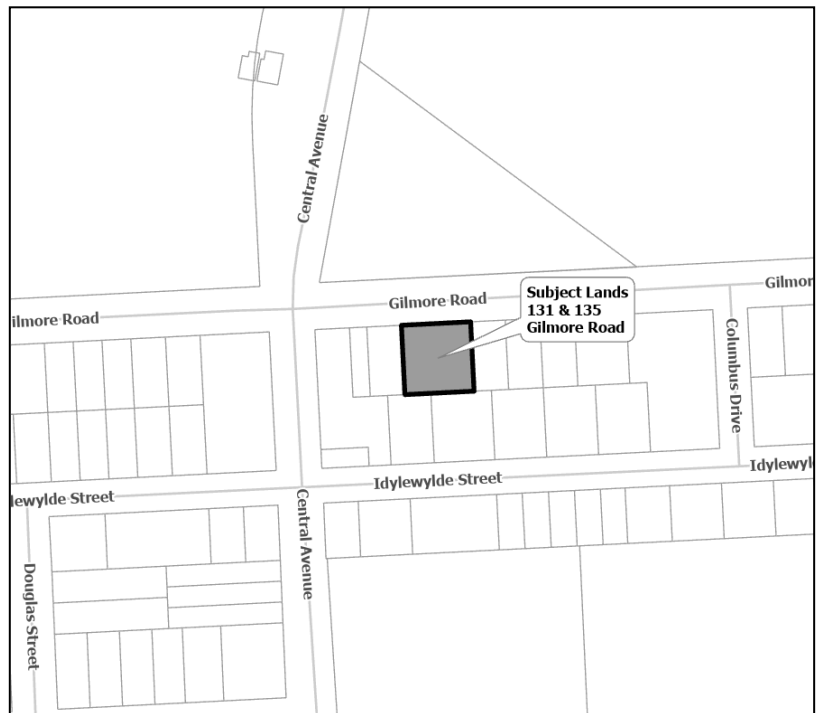 Central Avenue
Gilmore Road
Gilmor
ilmore Road
Subject Lands
131 & 135
Gilmore Road
Columbus Drive
Idylewylde Street
Idylewyl
lewylde Street
Central Avenue
Douglas Street